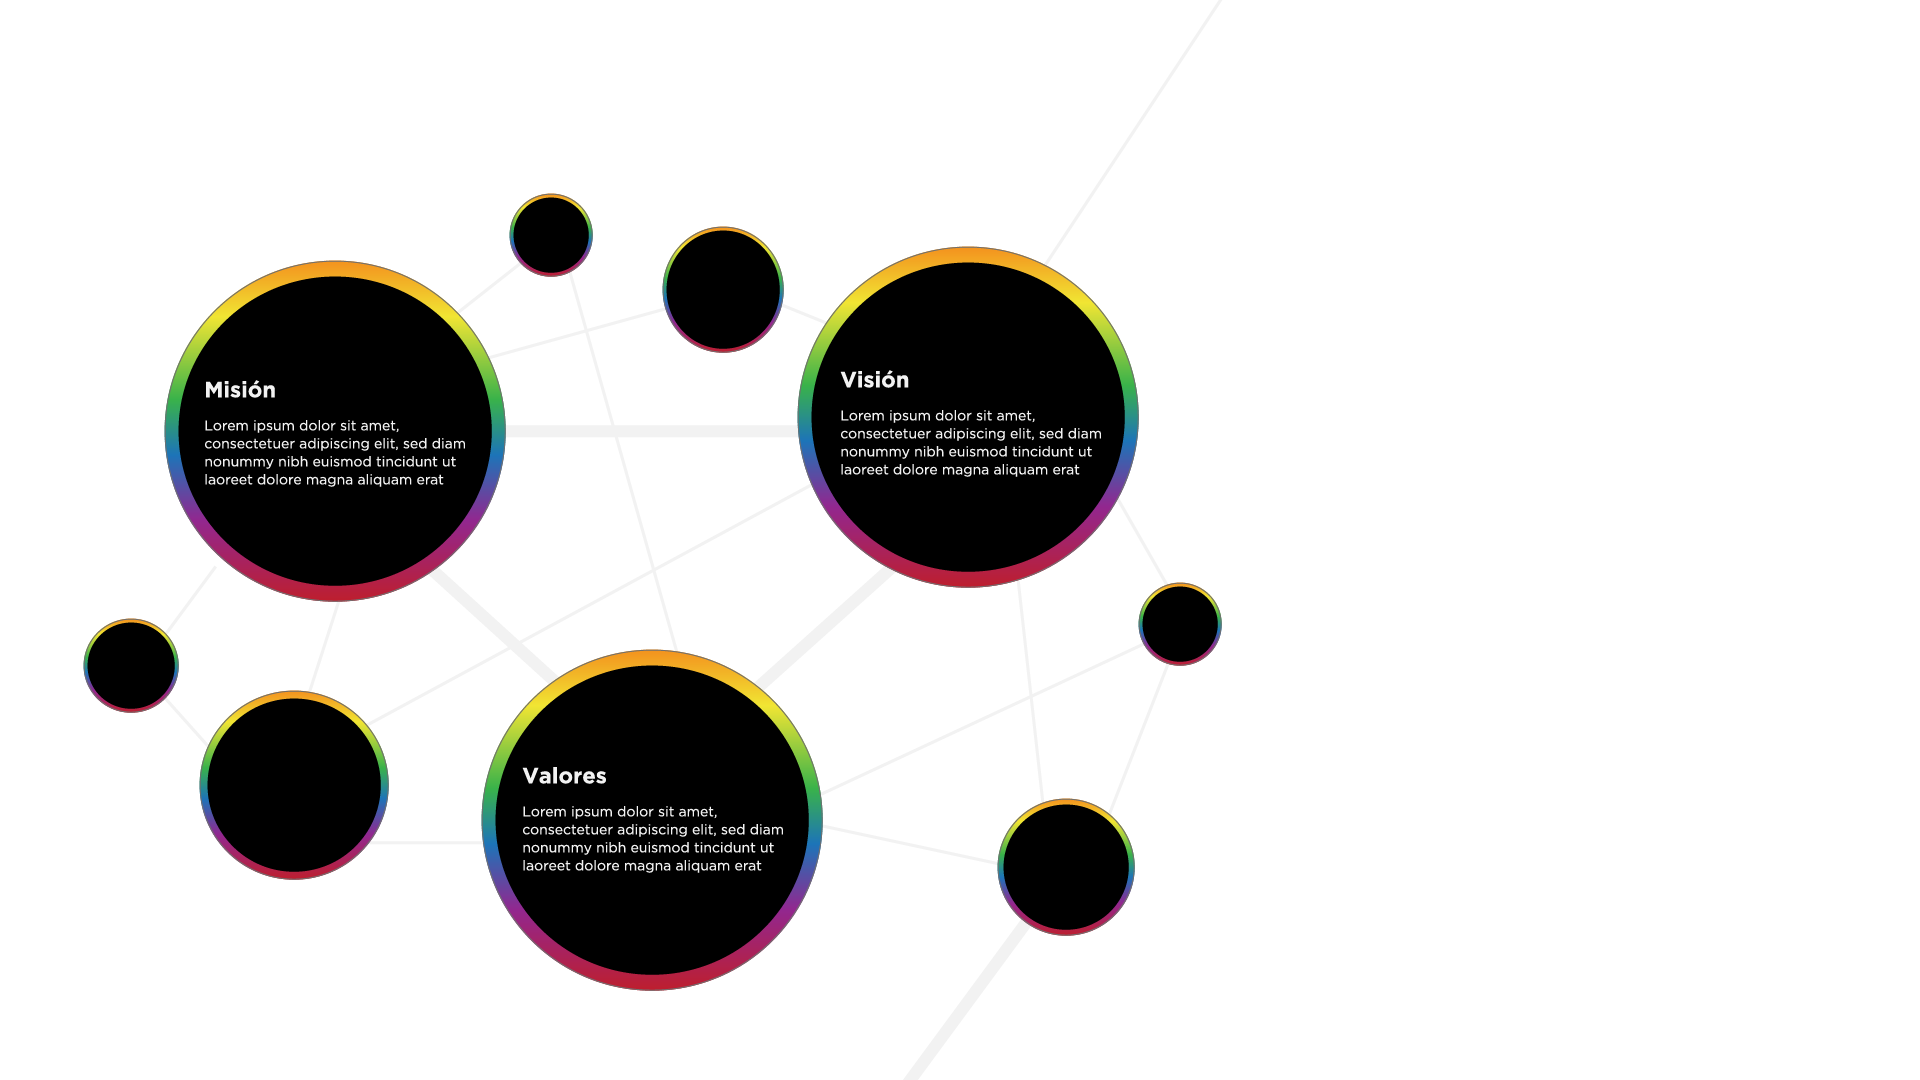 Misión
Lorem ipsum dolor sit amet,
consectetuer adipiscing elit, sed diam
nonummy nibh euismod tincidunt ut
laoreet dolore magna aliquam erat
Visión
Lorem ipsum dolor sit amet,
consectetuer adipiscing elit, sed diam
nonummy nibh euismod tincidunt ut
laoreet dolore magna aliquam erat
Valores
Lorem ipsum dolor sit amet,
consectetuer adipiscing elit, sed diam
nonummy nibh euismod tincidunt ut
laoreet dolore magna aliquam erat